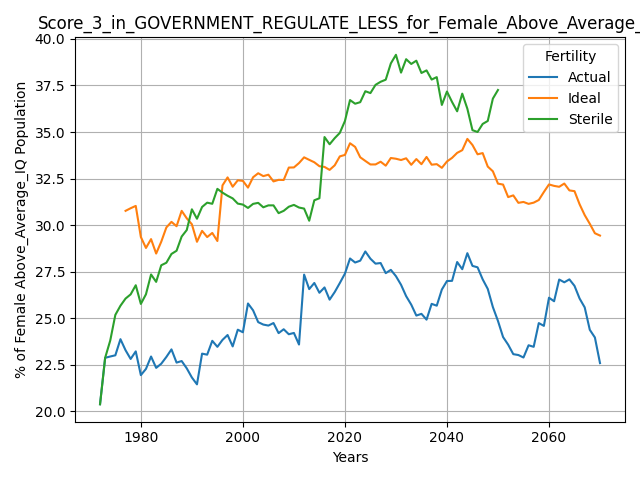 Score_3_in_GOVERNMENT_REGULATE_LESS_for_Female_Above_Average_
% of Female Above_Average_IQ Population
40.0
37.5
35.0
32.5
30.0
27.5
25.0
22.5
20.0
Fertility
Actual
Ideal
Sterile
1980
2000
2020
2040
2060
Years